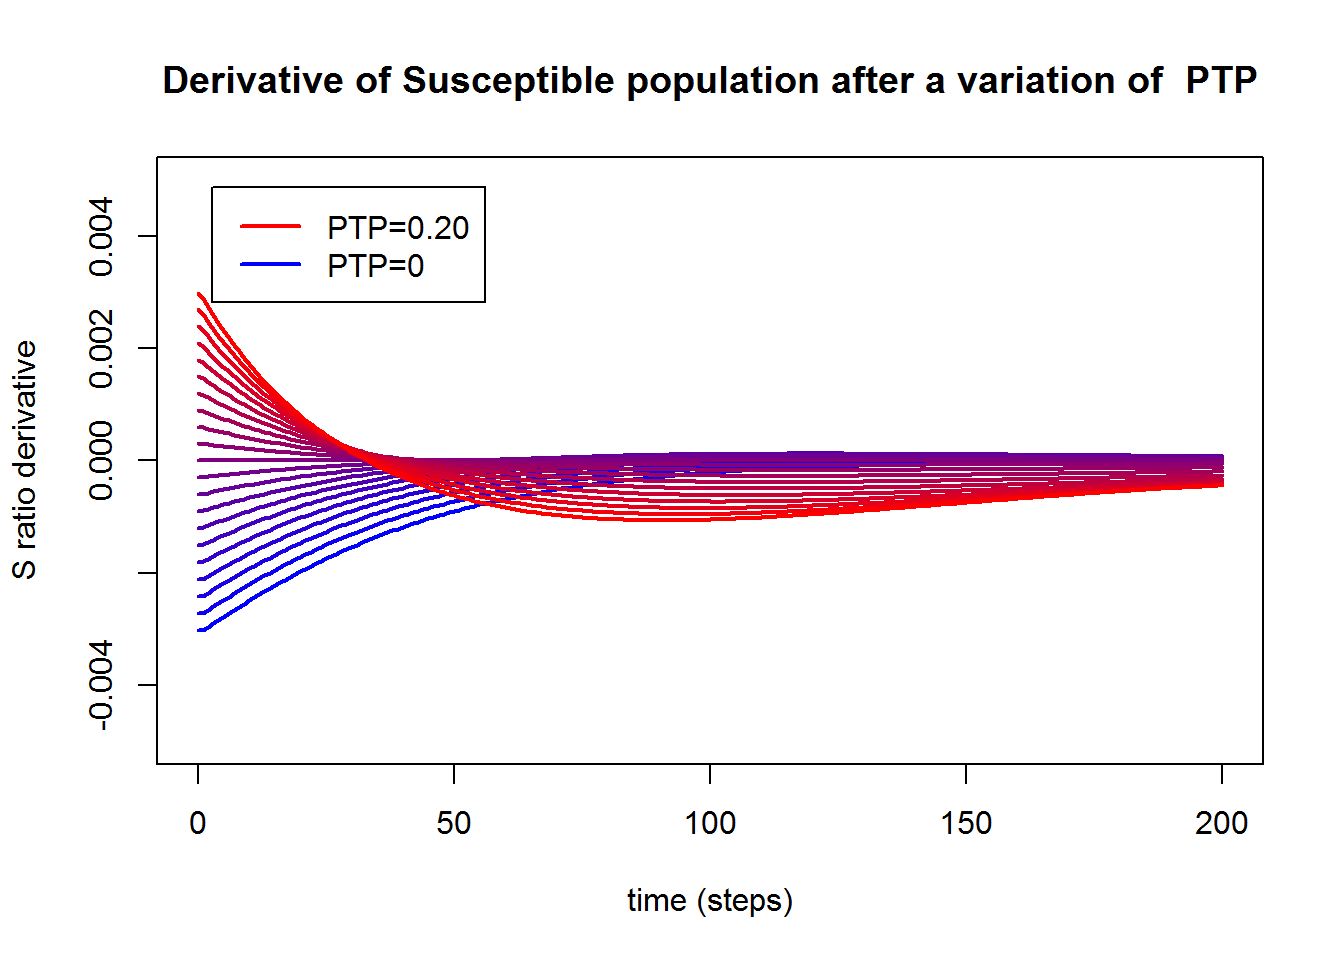 Derivative of Susceptible population after a variation of  PTP
PTP=0.20
PTP=0
S ratio derivative
0.004
0.002
0.000
-0.004
0
50
100
150
200
time (steps)